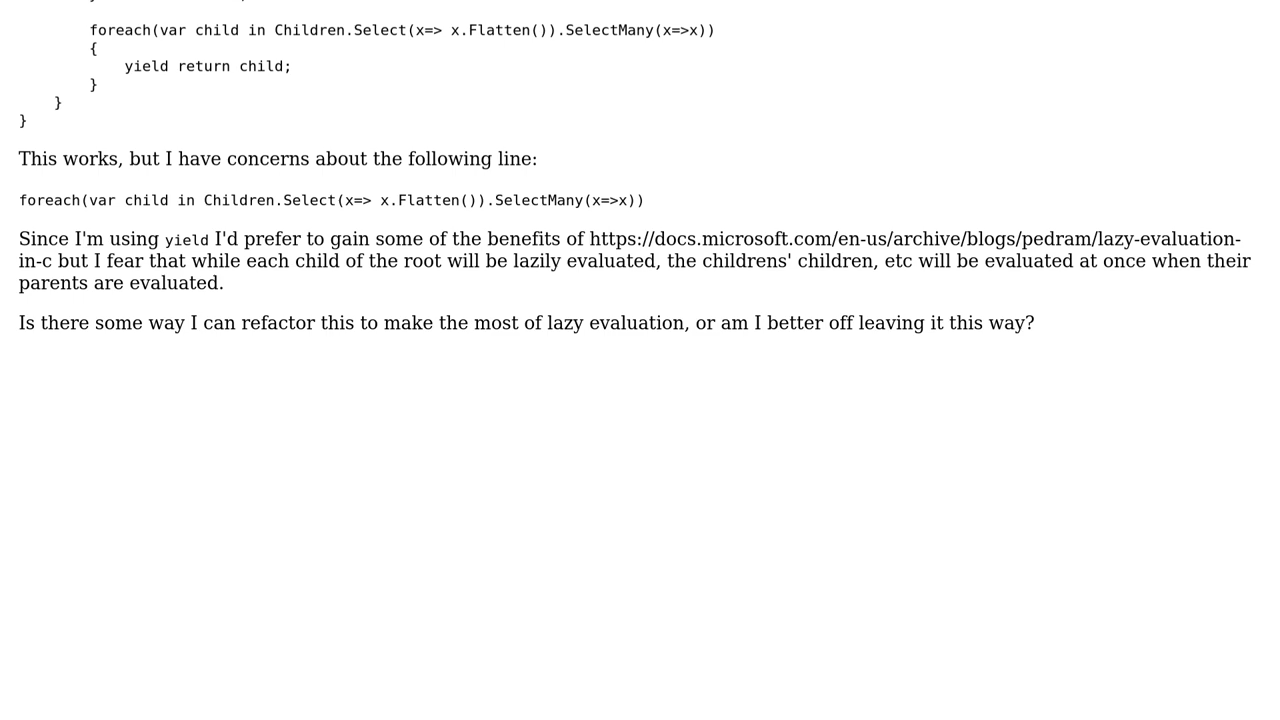 foreach(var child in Children.Select(x=> x.Flatten()).SelectMany(x=>x))
{
yield return child;
}
}
}
This works, but I have concerns about the following line:
foreach(var child in Children.Select(x=> x.Flatten()).SelectMany(x=>x))
Since I'm using yield I'd prefer to gain some of the benefits of https://docs.microsoft.com/en-us/archive/blogs/pedram/lazy-evaluation-
in-c but I fear that while each child of the root will be lazily evaluated, the childrens' children, etc will be evaluated at once when their
parents are evaluated.
Is there some way I can refactor this to make the most of lazy evaluation, or am I better off leaving it this way?